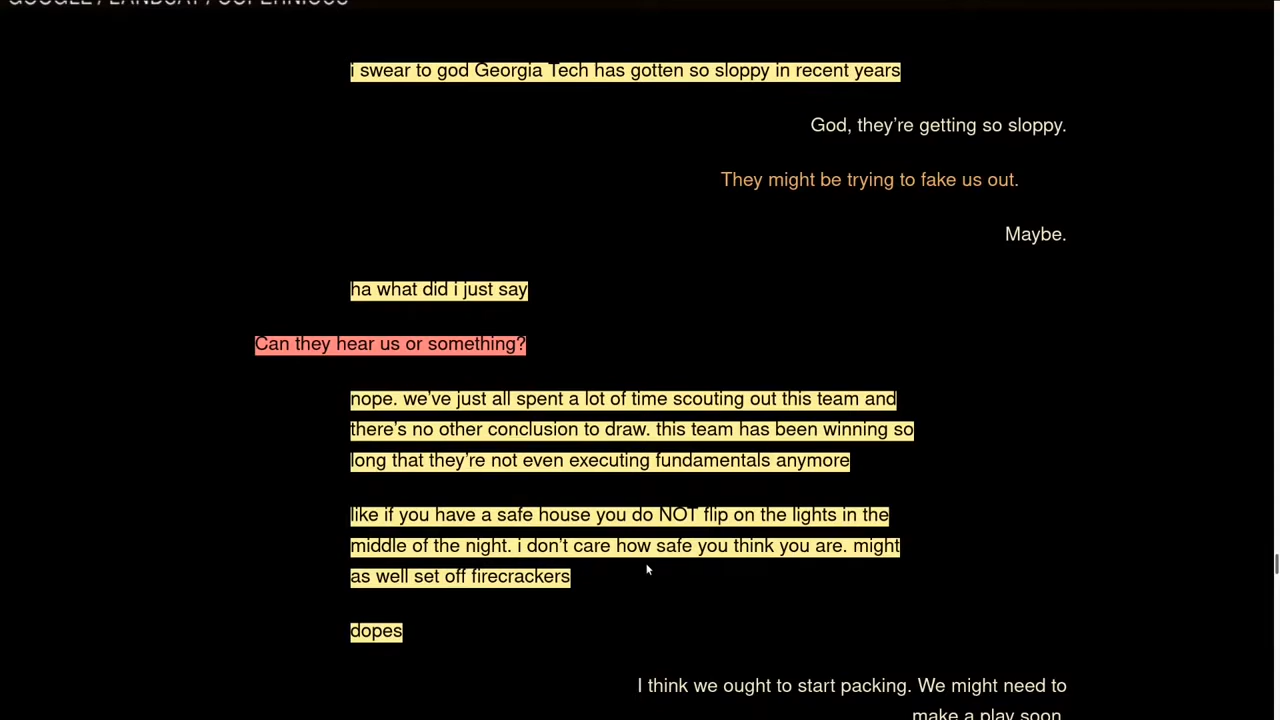 GOOGLE / LANDSAT / COPERNICUS
i swear to god Georgia Tech has gotten so sloppy in recent years
God, they're getting so sloppy.
They might be trying to fake us out.
Maybe.
ha what did i just say
Can they hear us or something?
nope. we've just all spent a lot of time scouting out this team and
there's no other conclusion to draw. this team has been winning so
long that they're not even executing fundamentals anymore
like if you have a safe house you do NOT flip on the lights in the
middle of the night. i don't care how safe you think you are. might
as well set off firecrackers
dopes
I think we ought to start packing. We might need to
make a play soon.